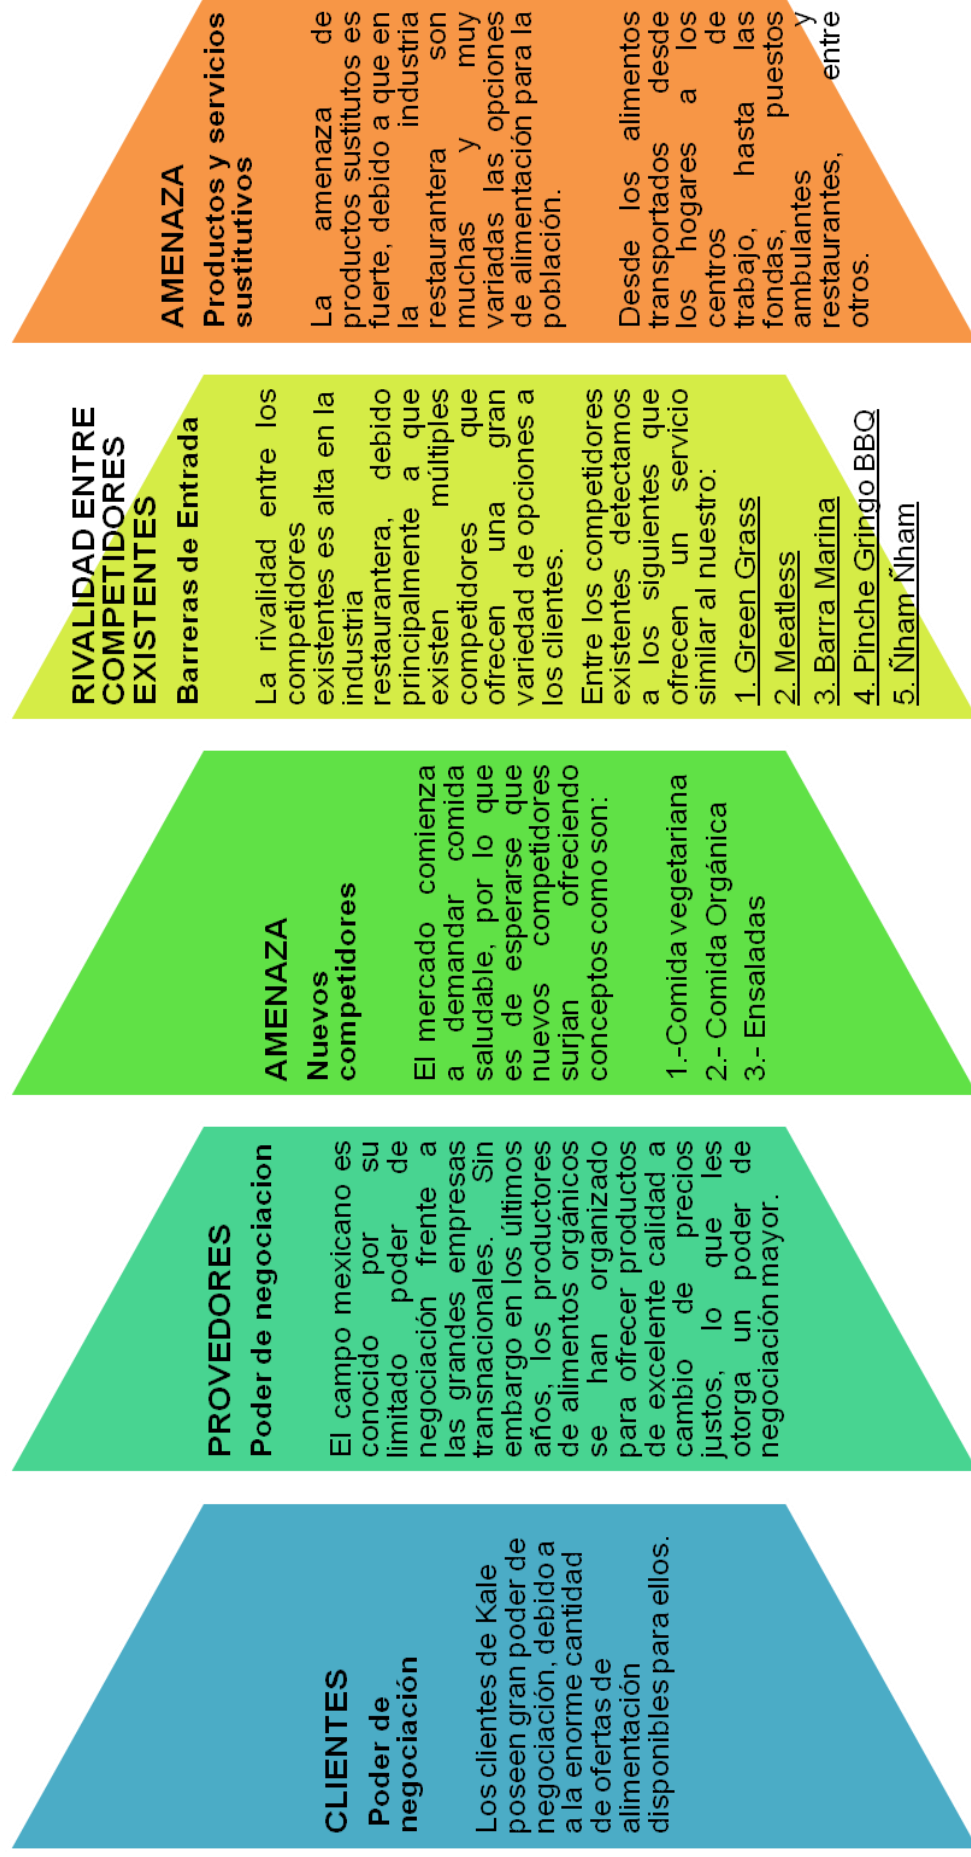 CLIENTES
Poder de
negociación
Los clientes de Kale
poseen gran poder de
negociación, debido a
a la enorme cantidad
de ofertas de
alimentación
disponibles para ellos.
PROVEDORES
Poder de negociacion
El campo mexicano es
conocido por su
limitado poder de
negociación frente a
las grandes empresas
transnacionales. Sin
embargo en los últimos
años, los productores
de alimentos orgánicos
se han organizado
para ofrecer productos
de excelente calidad a
cambio de precios
justos, lo que les
otorga un poder de
negociación mayor.
AMENAZA
Nuevos
competidores
El mercado comienza
a demandar comida
saludable, por lo que
es de esperarse que
nuevos competidores
surjan ofreciendo
conceptos como son:
1.-Comida vegetariana
2.- Comida Orgánica
3.- Ensaladas
RIVALIDAD ENTRE
COMPETIDORES
EXISTENTES
Barreras de Entrada
La rivalidad entre los
competidores
existentes es alta en la
industria
restaurantera, debido
principalmente a que
existen múltiples
competidores que
ofrecen una gran
variedad de opciones a
los clientes.
Entre los competidores
existentes detectamos
a los siguientes que
ofrecen un servicio
similar al nuestro:
1. Green Grass
2. Meatless
3. Barra Marina
4. Pinche Gringo BBQ
5. Ñham Ñham
AMENAZA
Productos y servicios
sustitutivos
La amenaza de
productos sustitutos es
fuerte, debido a que en
la industria
restaurantera son
muchas y muy
variadas las opciones
de alimentación para la
población.
Desde los alimentos
transportados desde
los hogares a los
centros de
trabajo, hasta las
fondas, puestos
ambulantes y
restaurantes, entre
otros.